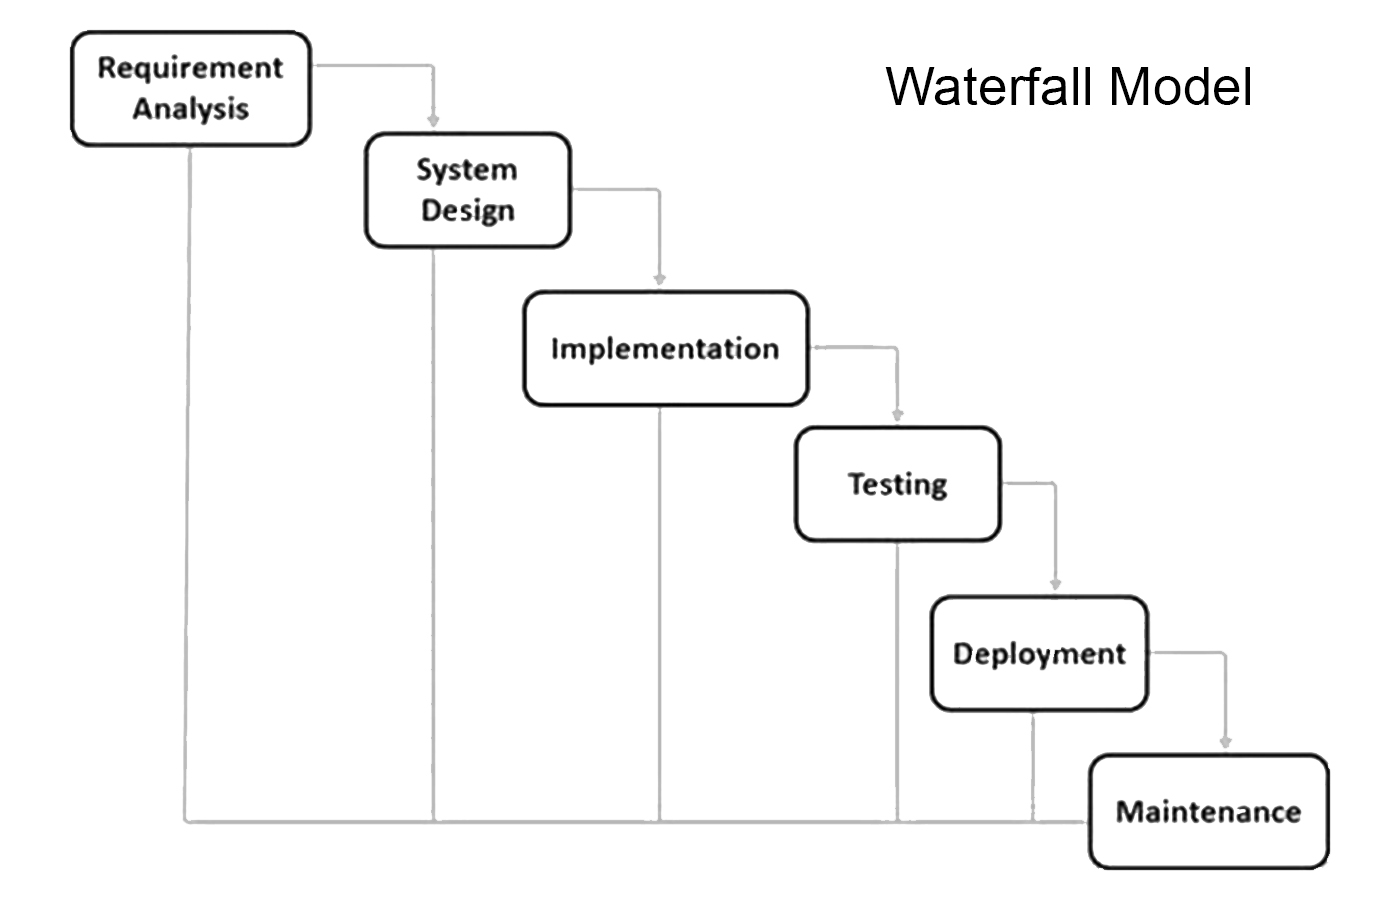 Waterfall Model
Requirement
Analysis
System
Design
Implementation
Testing
Deployment
Maintenance